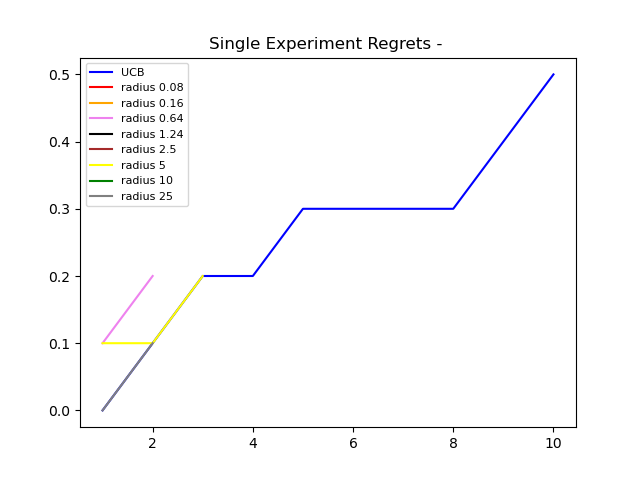 Single Experiment Regrets -
0.5
0.4
0.3
0.2
0.1
0.0
UCB
radius 0.08
radius 0.16
radius 0.64
radius 1.24
radius 2.5
radius 5
radius 10
radius 25
2 4 6 8 10